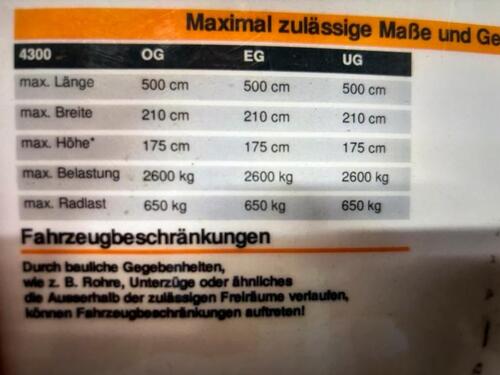 Maximal zulässige Maße und Ge
4300 OG EG UG
max. Länge 500 cm 500 cm 500 cm
max. Breite 210 cm 210 cm 210 cm
max. Höhe* 175 cm 175 cm 175 cm
max. Belastung 2600 kg 2600 kg 2600 kg
max. Radlast 650 kg 650 kg 650 kg
Fahrzeugbeschränkungen
Durch bauliche Gegebenheiten,
wie z. B. Rohre, Unterzüge oder ähnliches
die Ausserhalb der zulässigen Freiräume verlaufen,
können Fahrzeugbeschränkungen auftreten!